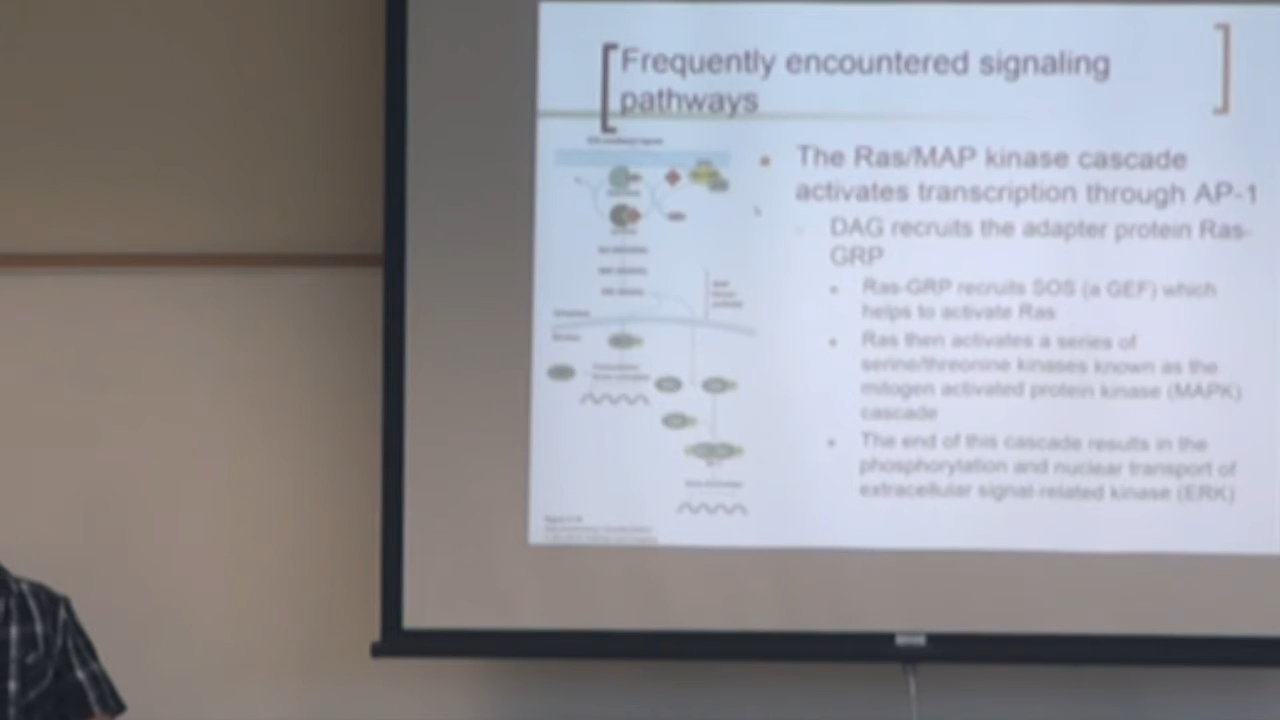 Frequently encountered signaling
pathways
The Ras/MAP kinase cascade
activates transcription through AP-1
DAG recruits the adapter protein Ras-
GRP
Ras-GRP recruits SOS (a GEF) which
helps to activate Ras
Ras then activates a series of
serine/threonine kinases known as the
mitogen activated protein kinase (MAPK)
cascade
The end of this cascade results in the
phosphorylation and nuclear transport of
extracellular signal-related kinase (ERK)